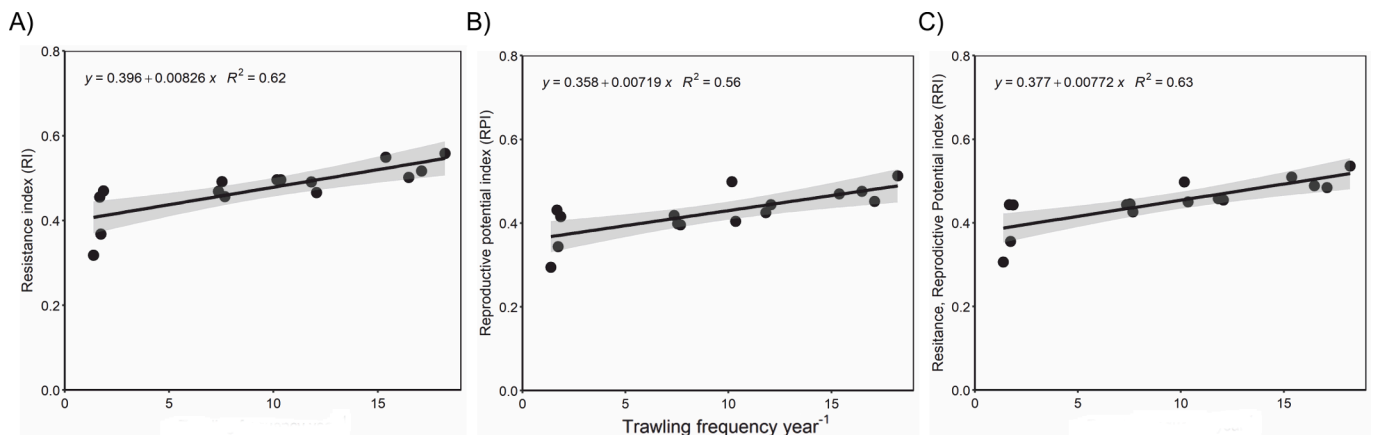 A)
B)
C)
y = 0.396 + 0.00826 x R² = 0.62
Resistance index (RI)
0.8
0.6
0.4
0.2
0.0
0
5
10
15
y = 0.358 + 0.00719 x R² = 0.56
Reproductive potential index (RPI)
0.8
0.6
0.4
0.2
0.0
0
5
10
15
Trawling frequency year⁻¹
y = 0.377 + 0.00772 x R² = 0.63
Resitance, Reprodictive Potential index (RRI)
0.8
0.6
0.4
0.2
0.0
0
5
10
15